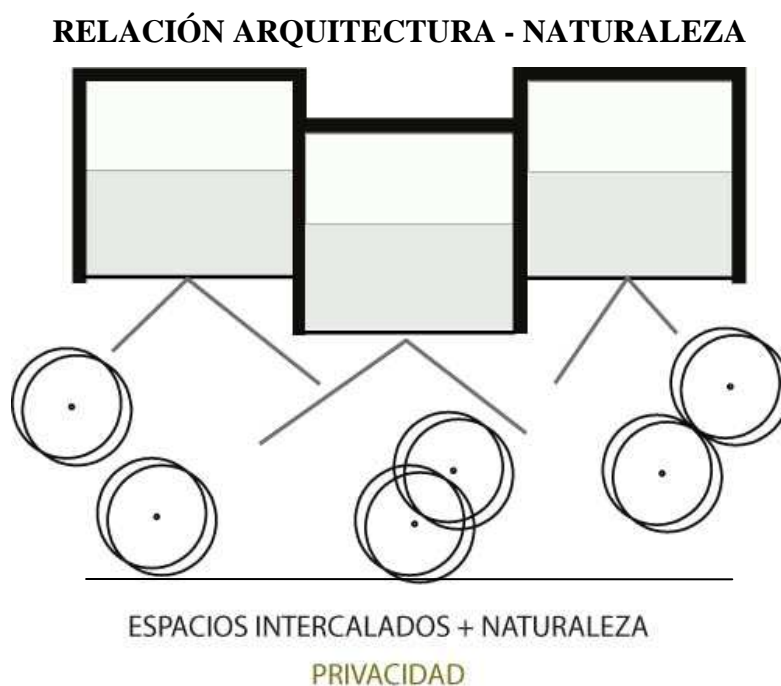 RELACIÓN ARQUITECTURA - NATURALEZA
ESPACIOS INTERCALADOS + NATURALEZA
PRIVACIDAD